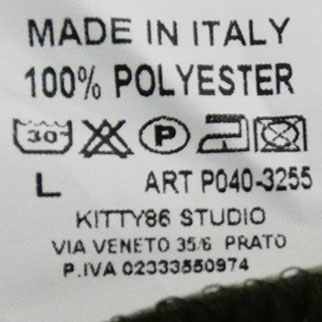 MADE IN ITALY
100% POLYESTER
30° P
L ART P040-3255
KITTY86 STUDIO
VIA VENETO 35/6 PRATO
P.IVA 02333550974